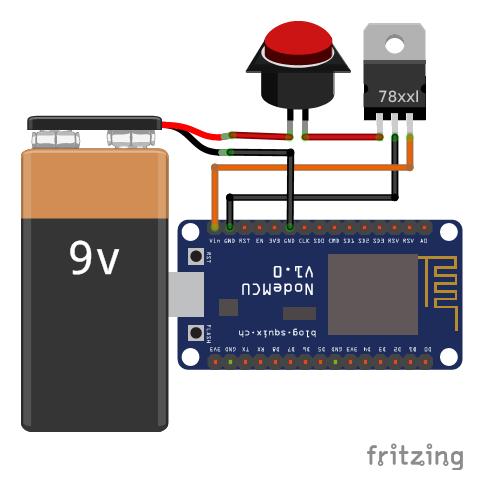 78xxl
9v
Vin GND RST EN 3V3 GND CLK SD0 CMD SD1 SD2 SD3 RSV RSV A0
RST
NodeMCU
V1.0
FLASH
blog.squix.ch
3V3 GND TX RX D8 D7 D6 D5 GND 3V3 D4 D3 D2 D1 D0
fritzing